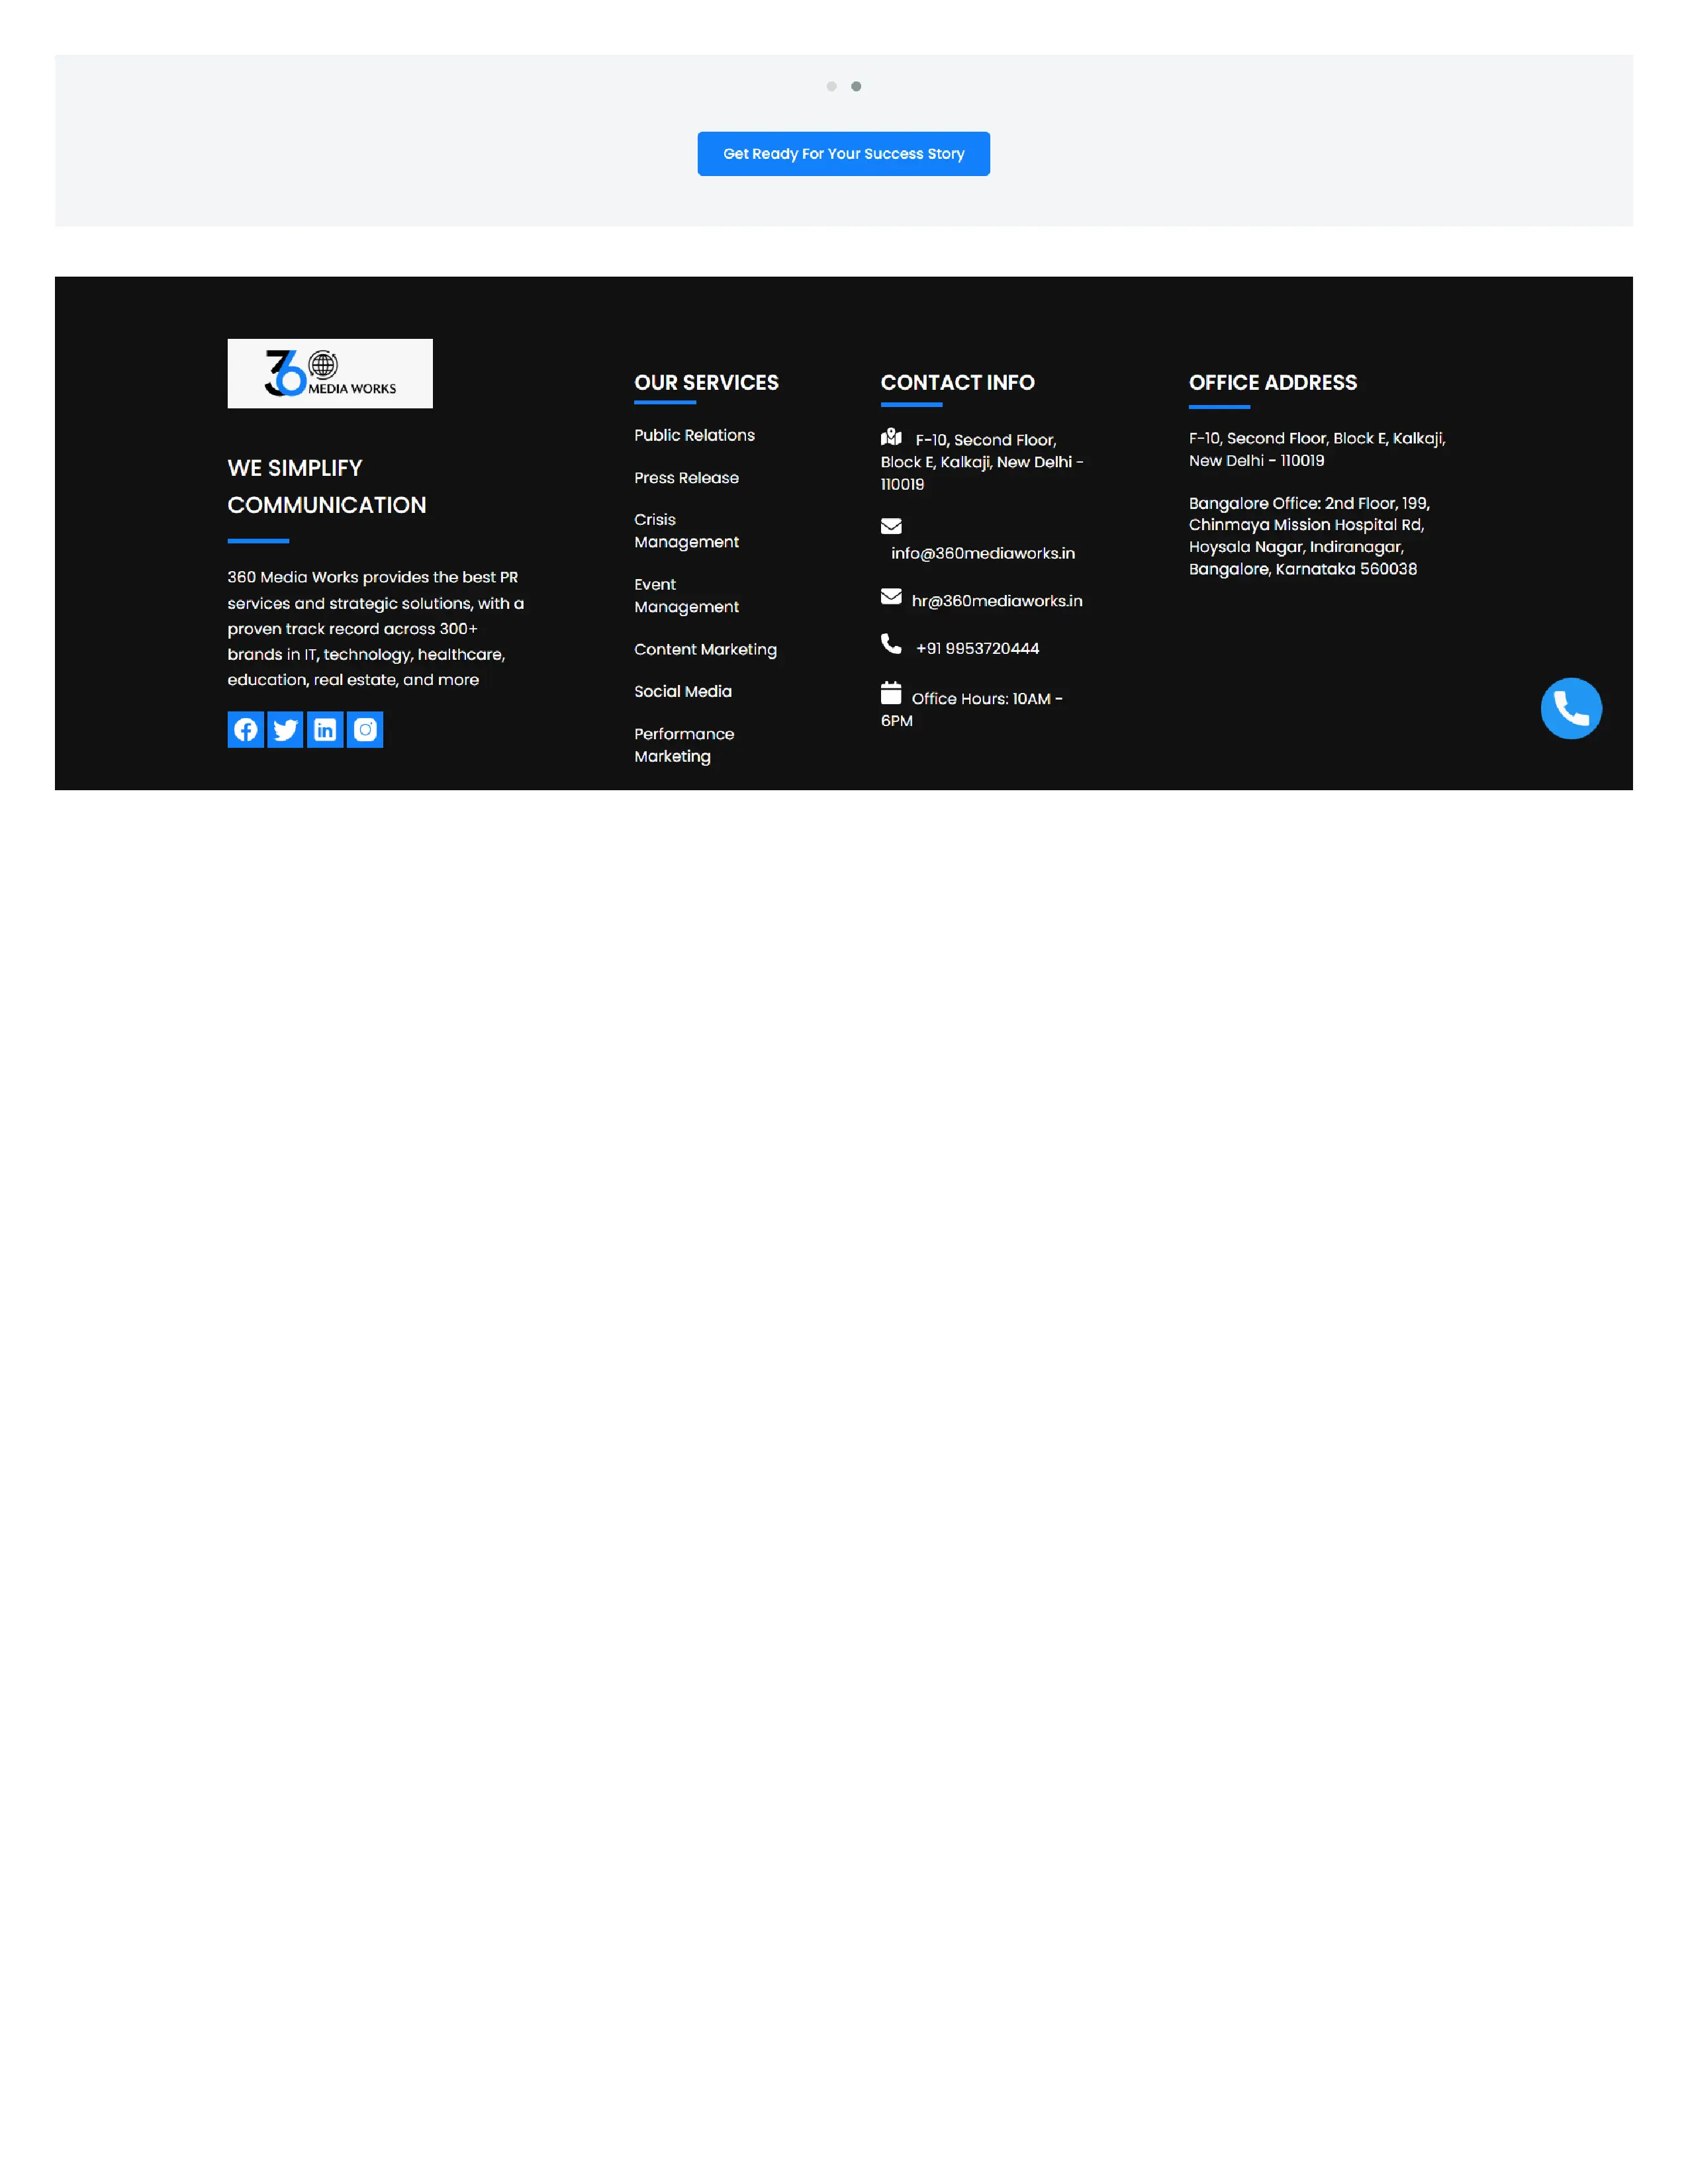 Get Ready For Your Success Story
36 MEDIA WORKS
WE SIMPLIFY
COMMUNICATION
360 Media Works provides the best PR
services and strategic solutions, with a
proven track record across 300+
brands in IT, technology, healthcare,
education, real estate, and more
OUR SERVICES
Public Relations
Press Release
Crisis
Management
Event
Management
Content Marketing
Social Media
Performance
Marketing
CONTACT INFO
F-10, Second Floor,
Block E, Kalkaji, New Delhi -
110019
info@360mediaworks.in
hr@360mediaworks.in
+91 9953720444
Office Hours: 10AM -
6PM
OFFICE ADDRESS
F-10, Second Floor, Block E, Kalkaji,
New Delhi - 110019
Bangalore Office: 2nd Floor, 199,
Chinmaya Mission Hospital Rd,
Hoysala Nagar, Indiranagar,
Bangalore, Karnataka 560038